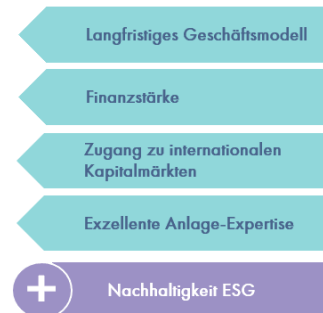 Langfristiges Geschäftsmodell
Finanzstärke
Zugang zu internationalen
Kapitalmärkten
Exzellente Anlage-Expertise
+ Nachhaltigkeit ESG